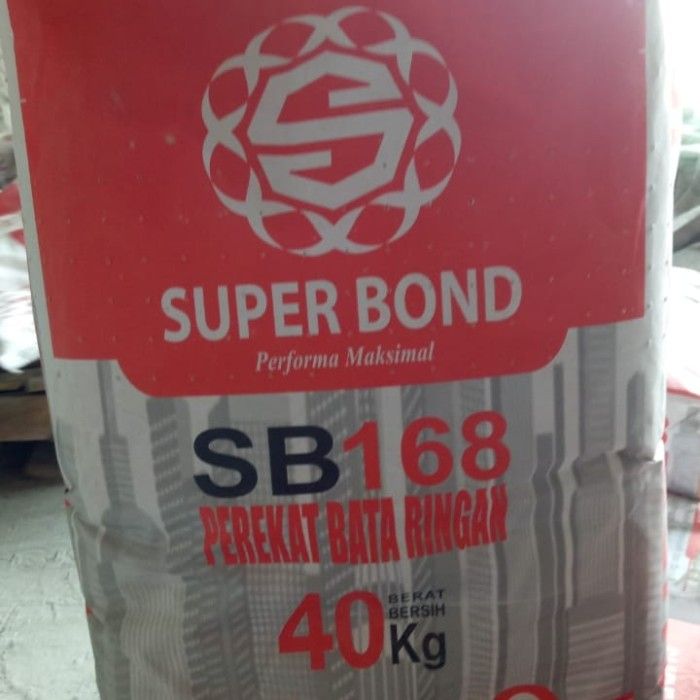 SUPER BOND
Performa Maksimal
SB168
PEREKAT BATA RINGAN
40 Kg BERAT BERSIH